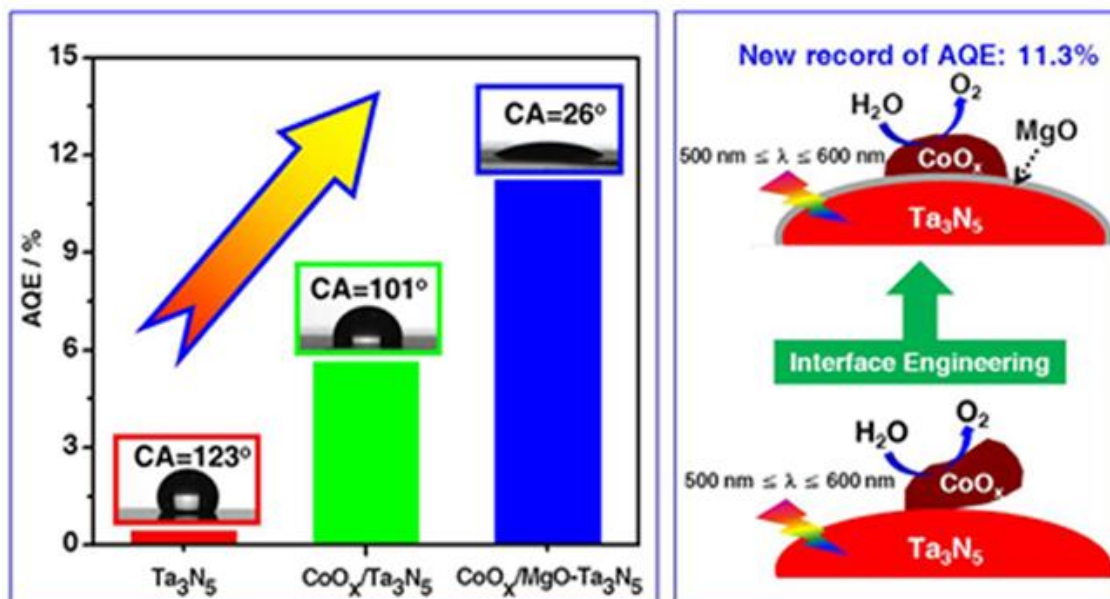 15
12
9
6
3
0
AQE / %
CA=123°
CA=101°
CA=26°
Ta₃N₅
CoOₓ/Ta₃N₅
CoOₓ/MgO-Ta₃N₅
New record of AQE: 11.3%
H₂O
O₂
MgO
500 nm ≤ λ ≤ 600 nm
CoOₓ
Ta₃N₅
Interface Engineering
H₂O
O₂
500 nm ≤ λ ≤ 600 nm
CoOₓ
Ta₃N₅